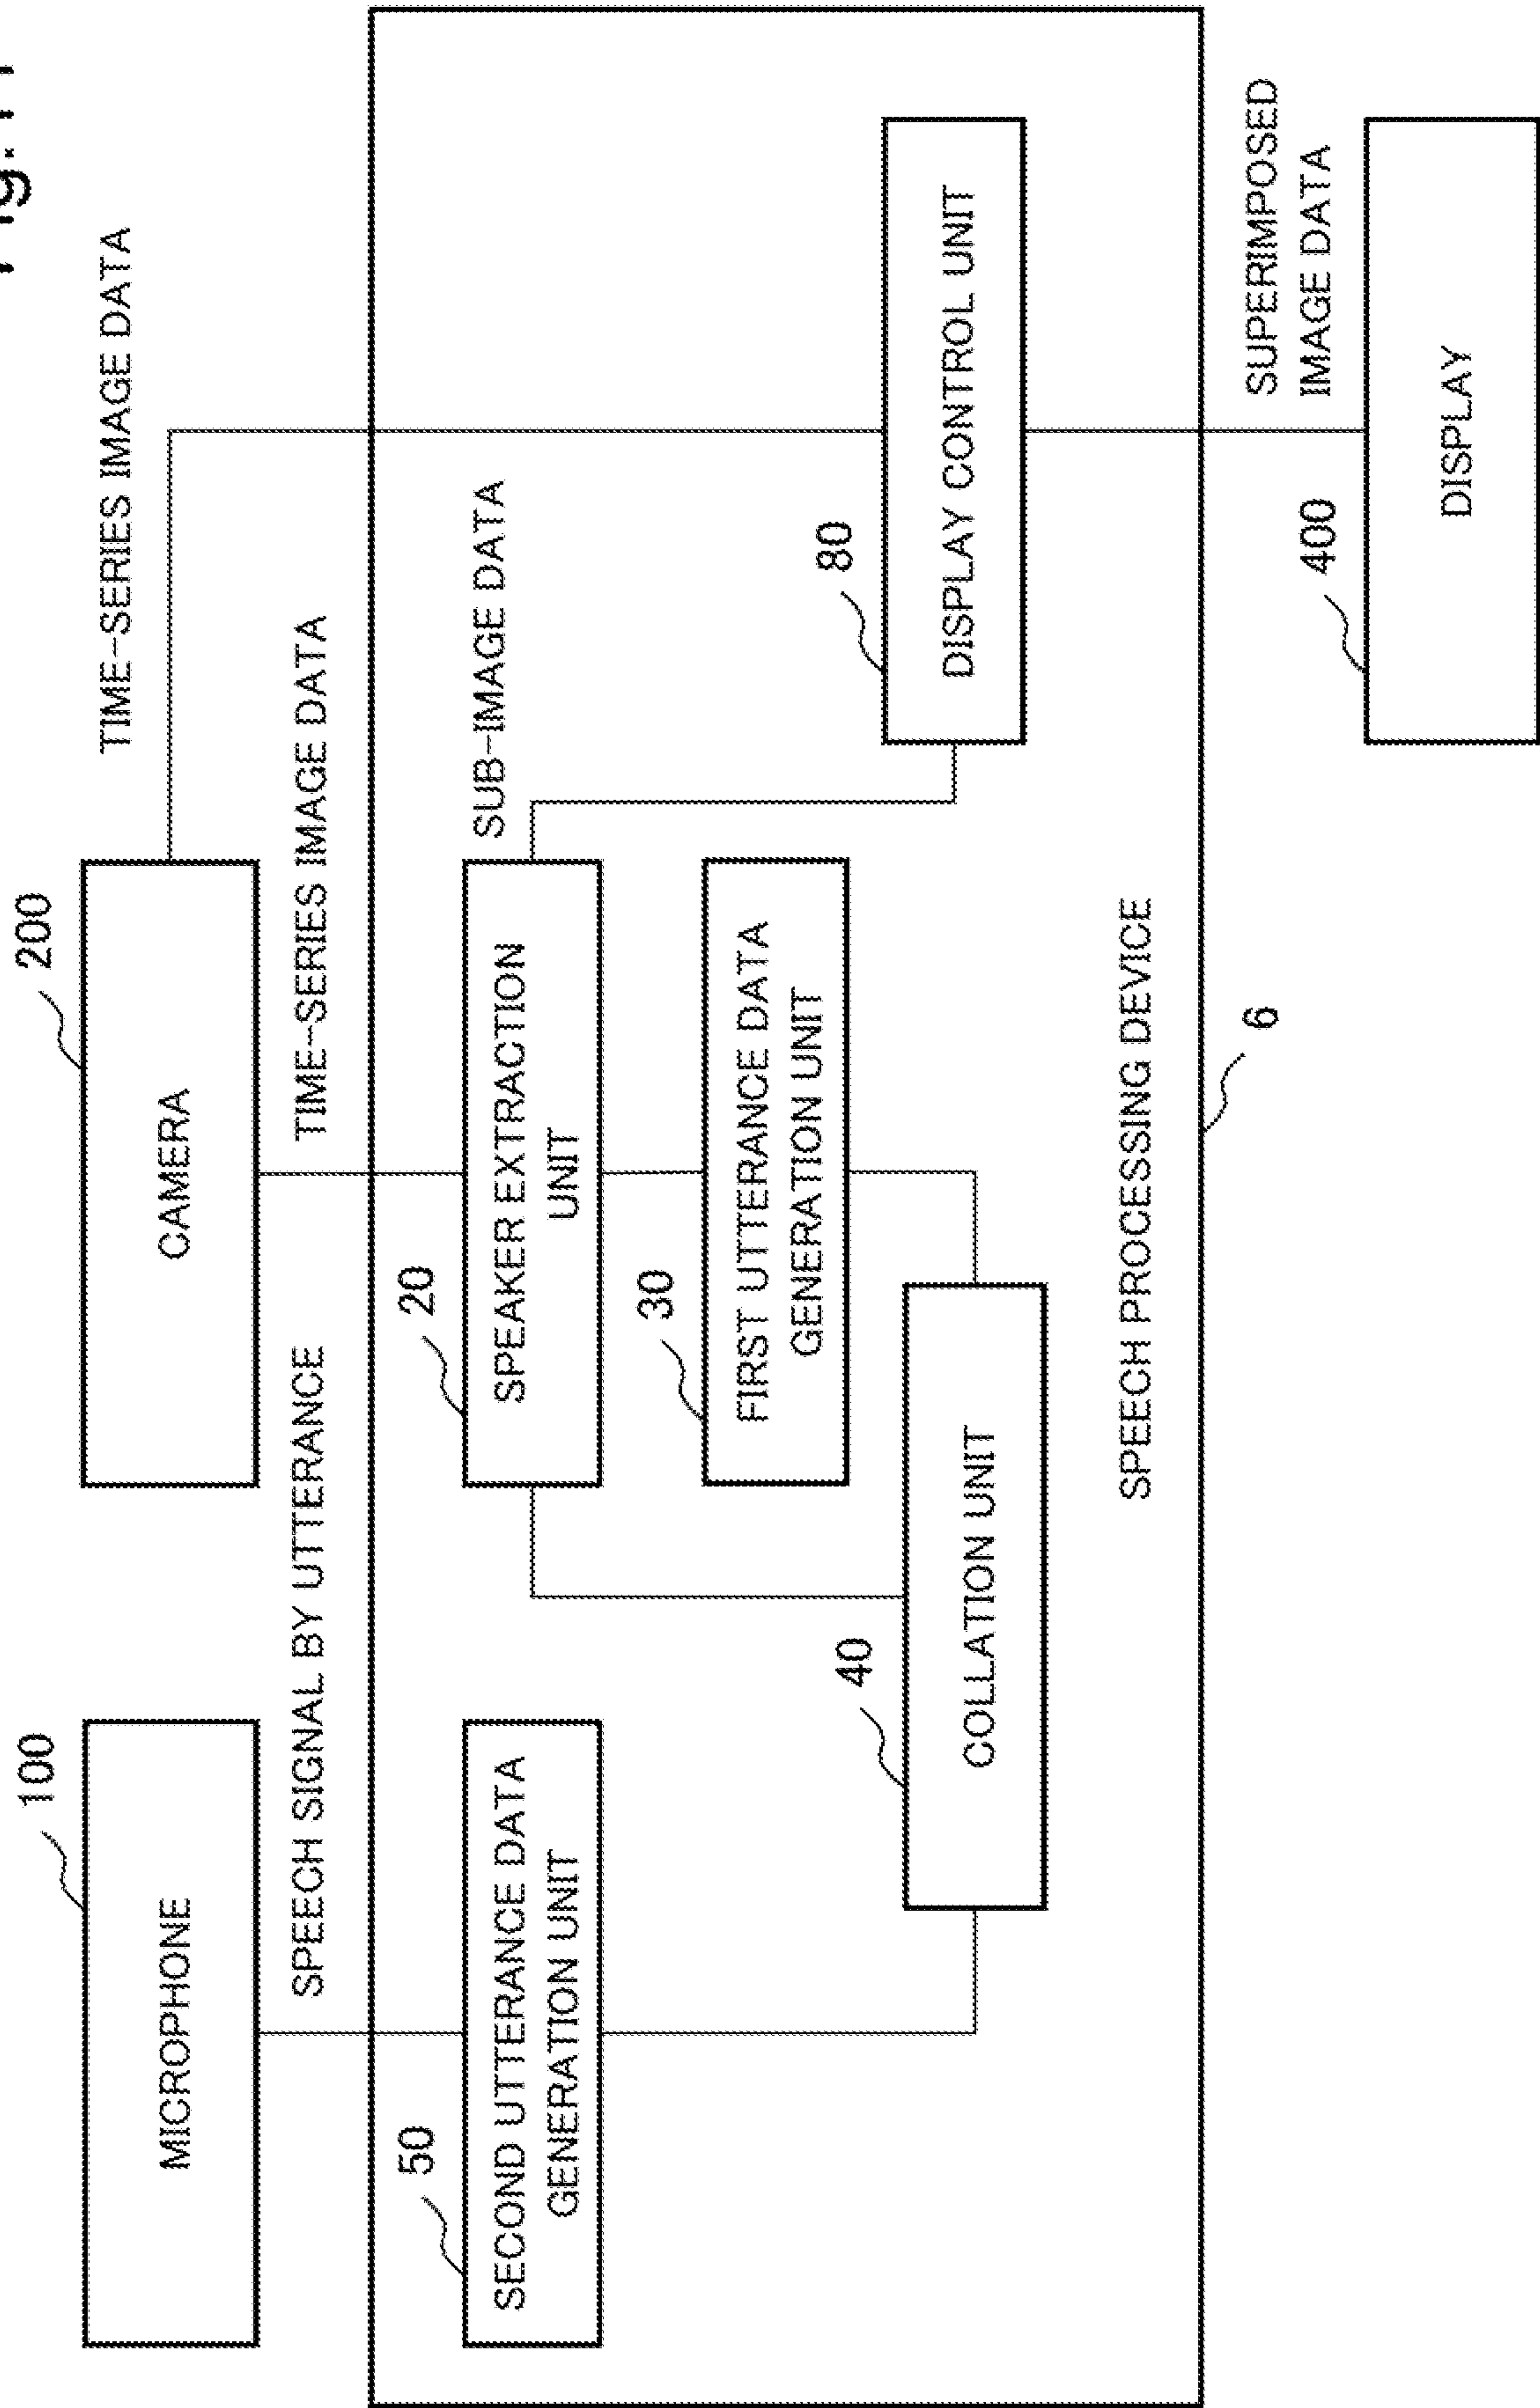 100
MICROPHONE
200
CAMERA
TIME-SERIES IMAGE DATA
SPEECH SIGNAL BY UTTERANCE
TIME-SERIES IMAGE DATA
50
SECOND UTTERANCE DATA
GENERATION UNIT
20
SPEAKER EXTRACTION
UNIT
SUB-IMAGE DATA
30
FIRST UTTERANCE DATA
GENERATION UNIT
40
COLLATION UNIT
80
DISPLAY CONTROL UNIT
SPEECH PROCESSING DEVICE
6
SUPERIMPOSED
IMAGE DATA
400
DISPLAY